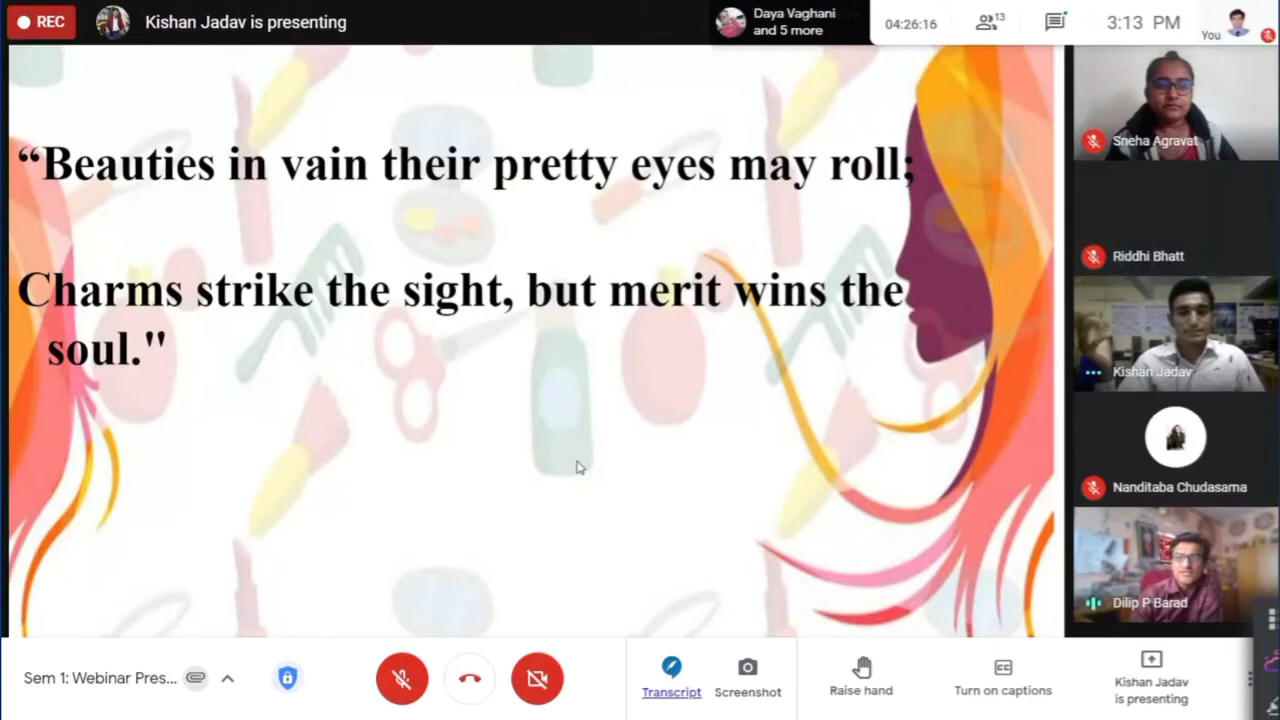 REC
Kishan Jadav is presenting
Daya Vaghani
and 5 more
04:26:16
13
3:13 PM
You
“Beauties in vain their pretty eyes may roll;
Charms strike the sight, but merit wins the
soul."
Sneha Agravat
Riddhi Bhatt
Kishan Jadav
Nanditaba Chudasama
Dilip P Barad
Sem 1: Webinar Pres...
Transcript
Screenshot
Raise hand
CC
Turn on captions
Kishan Jadav
is presenting